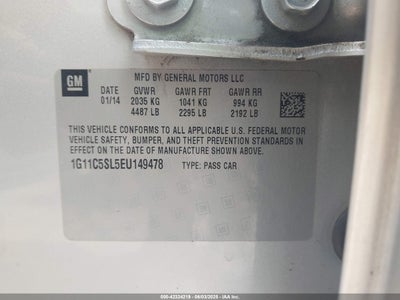 GM
MFD BY GENERAL MOTORS LLC
DATE GVWR GAWR FRT GAWR RR
01/14 2035 KG 1041 KG 994 KG
4487 LB 2295 LB 2192 LB
THIS VEHICLE CONFORMS TO ALL APPLICABLE U.S. FEDERAL MOTOR
VEHICLE SAFETY, BUMPER, AND THEFT PREVENTION STANDARDS
IN EFFECT ON THE DATE OF MANUFACTURE SHOWN ABOVE.
1G11C5SL5EU149478 TYPE: PASS CAR